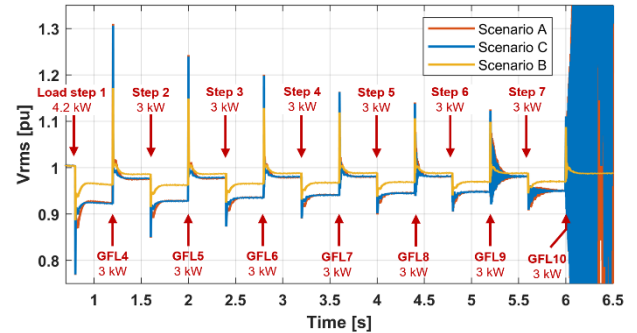 1.3
1.2
1.1
1
0.9
0.8
Vrms [pu]
Scenario A
Scenario C
Scenario B
Load step 1
4.2 kW
Step 2
3 kW
Step 3
3 kW
Step 4
3 kW
Step 5
3 kW
Step 6
3 kW
Step 7
3 kW
GFL4
3 kW
GFL5
3 kW
GFL6
3 kW
GFL7
3 kW
GFL8
3 kW
GFL9
3 kW
GFL10
3 kW
1 1.5 2 2.5 3 3.5 4 4.5 5 5.5 6 6.5
Time [s]